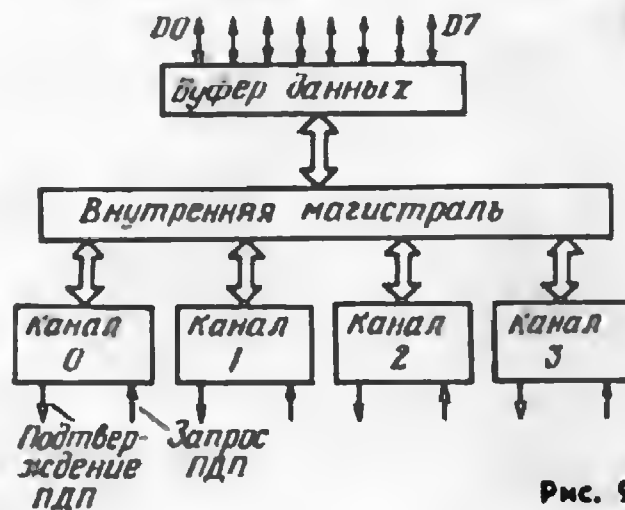 D0 D7
Буфер данных
Внутренняя магистраль
Канал Канал Канал Канал
0 1 2 3
Подтвер- Запрос
ждение ПДП
ПДП
Рис. 9